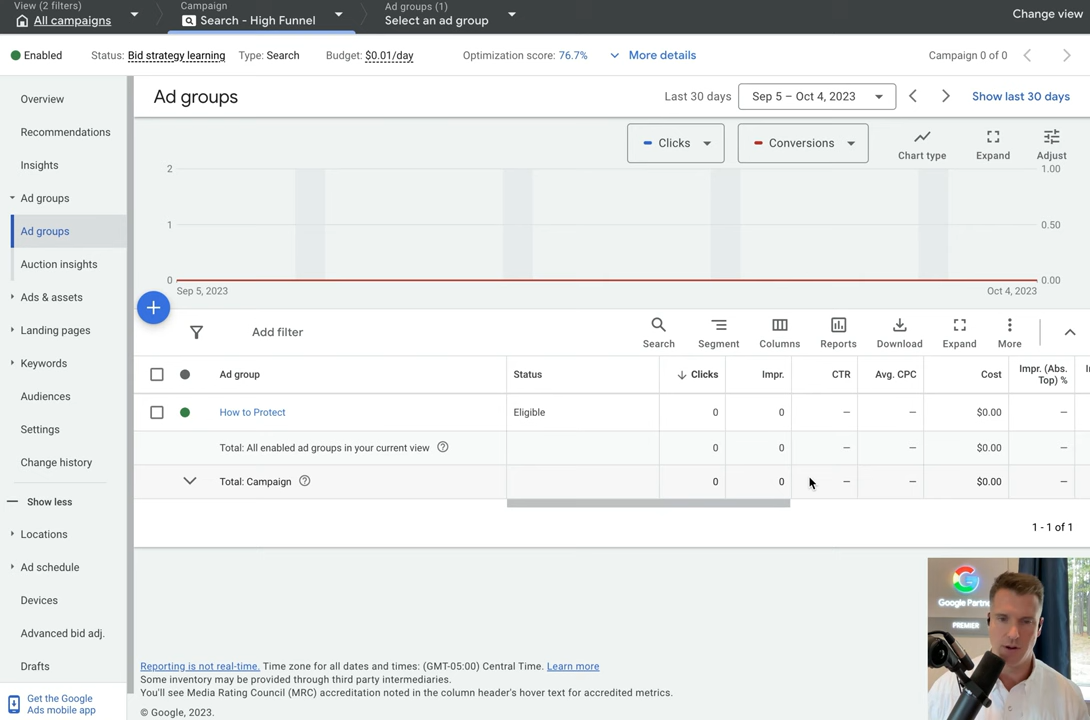 View (2 filters)
All campaigns
Campaign
Search - High Funnel
Ad groups (1)
Select an ad group
Change view
Enabled
Status: Bid strategy learning
Type: Search
Budget: $0.01/day
Optimization score: 76.7%
More details
Campaign 0 of 0
Overview
Recommendations
Insights
Ad groups
Ad groups
Auction insights
Ads & assets
Landing pages
Keywords
Audiences
Settings
Change history
Show less
Locations
Ad schedule
Devices
Advanced bid adj.
Drafts
Get the Google
Ads mobile app
Ad groups
Last 30 days
Sep 5 – Oct 4, 2023
Show last 30 days
Clicks
Conversions
Chart type
Expand
Adjust
2
1
0
1.00
0.50
0.00
Sep 5, 2023
Oct 4, 2023
Add filter
Search
Segment
Columns
Reports
Download
Expand
More
Ad group
Status
Clicks
Impr.
CTR
Avg. CPC
Cost
Impr. (Abs.
Top) %
How to Protect
Eligible
0
0
–
–
$0.00
–
Total: All enabled ad groups in your current view
0
0
–
–
$0.00
–
Total: Campaign
0
0
–
–
$0.00
–
1 - 1 of 1
Reporting is not real-time. Time zone for all dates and times: (GMT-05:00) Central Time. Learn more
Some inventory may be provided through third party intermediaries.
You'll see Media Rating Council (MRC) accreditation noted in the column header's hover text for accredited metrics.
© Google, 2023.
Google
PREMIER